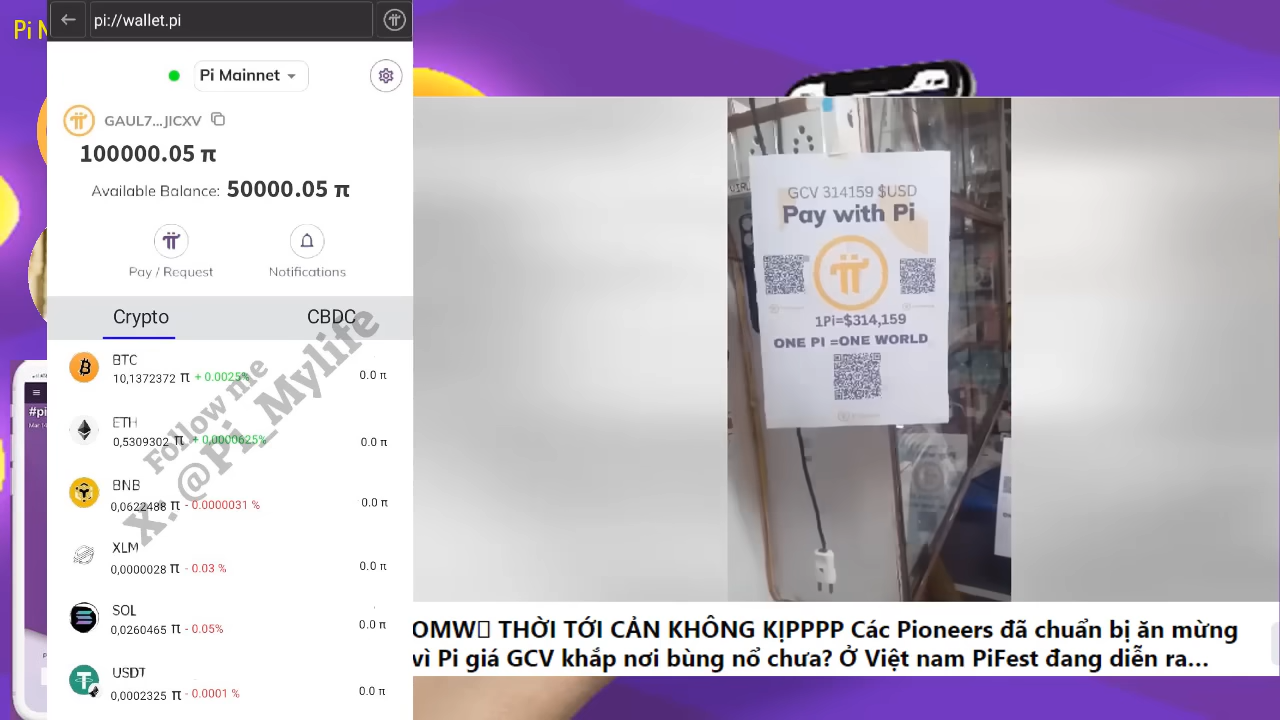 Pi N
pi://wallet.pi
Pi Mainnet
GAUL7...JICXV
100000.05 π
Available Balance: 50000.05 π
Pay / Request
Notifications
Crypto
CBDC
BTC
10,1372372 π + 0.0025%
0.0 π
ETH
0,5309302 π + 0,0000625%
0.0 π
BNB
0,0622488 π - 0.0000031 %
0.0 π
XLM
0,0000028 π - 0.03 %
0.0 π
SOL
0,0260465 π - 0.05%
0.0 π
USDT
0,0002325 π - 0.0001 %
0.0 π
Follow me
X: @Pi_Mylife
#pi
GCV 314159 $USD
Pay with Pi
1Pi=$314,159
ONE PI =ONE WORLD
OMW THỜI TỚI CẢN KHÔNG KỊPPPP Các Pioneers đã chuẩn bị ăn mừng
vì Pi giá GCV khắp nơi bùng nổ chưa? Ở Việt nam PiFest đang diễn ra...